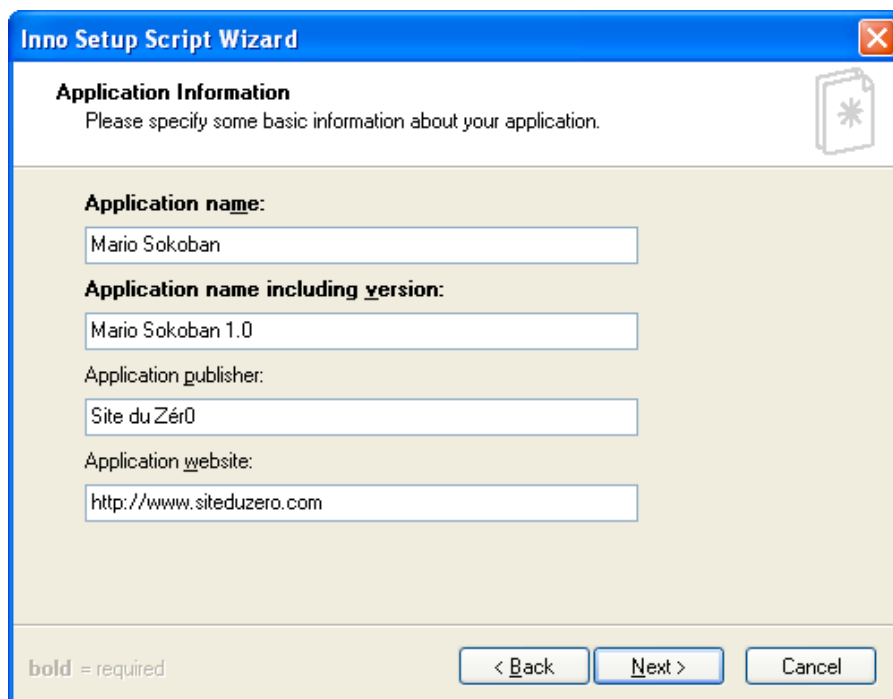 Inno Setup Script Wizard
Application Information
Please specify some basic information about your application.
Application name:
Mario Sokoban
Application name including version:
Mario Sokoban 1.0
Application publisher:
Site du Zér0
Application website:
http://www.siteduzero.com
bold = required
< Back
Next >
Cancel